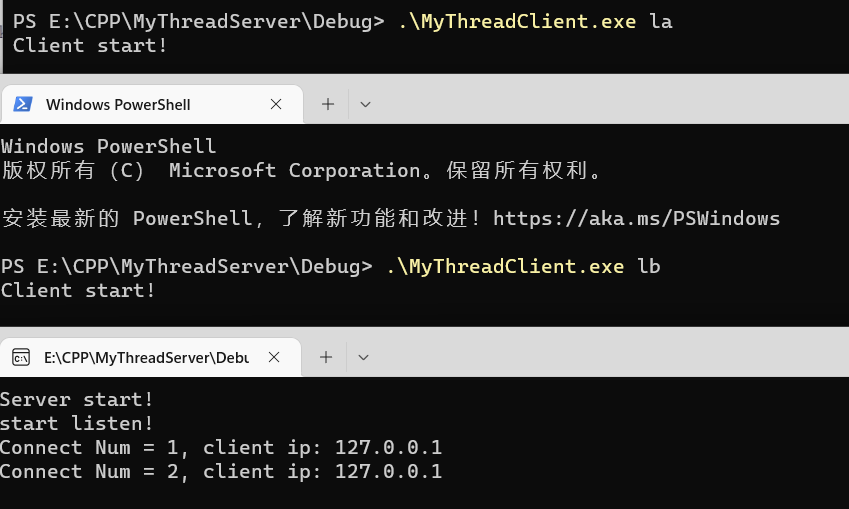 PS E:\CPP\MyThreadServer\Debug> .\MyThreadClient.exe la
Client start!
Windows PowerShell
Windows PowerShell
版权所有 (C) Microsoft Corporation。保留所有权利。
安装最新的 PowerShell，了解新功能和改进！https://aka.ms/PSWindows
PS E:\CPP\MyThreadServer\Debug> .\MyThreadClient.exe lb
Client start!
E:\CPP\MyThreadServer\Debu
Server start!
start listen!
Connect Num = 1, client ip: 127.0.0.1
Connect Num = 2, client ip: 127.0.0.1